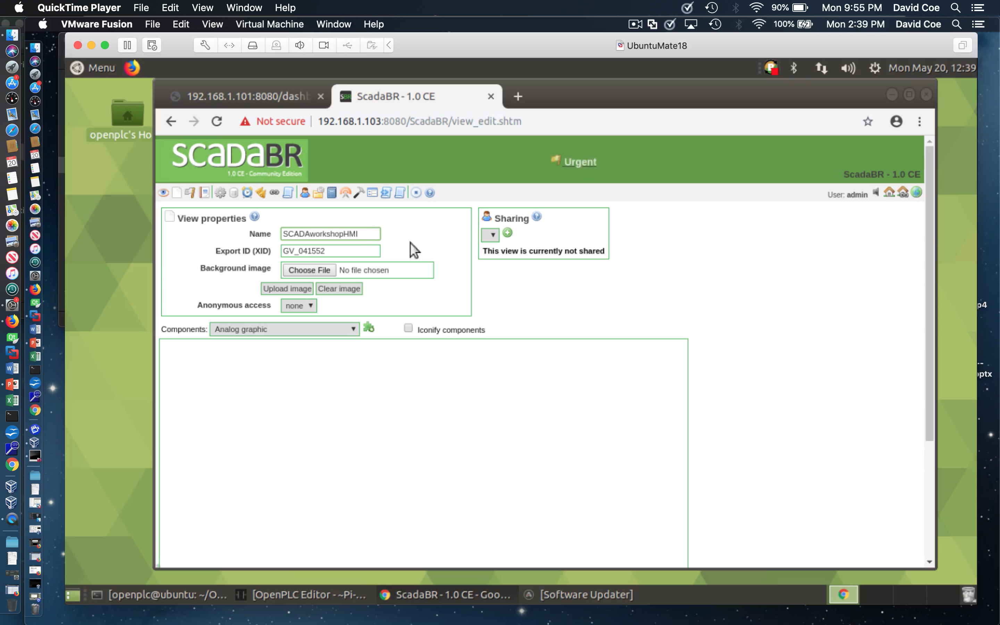 QuickTime Player File Edit View Window Help 90% Mon 9:55 PM David Coe
VMware Fusion File Edit View Virtual Machine Window Help 100% Mon 2:39 PM David Coe
UbuntuMate18
Menu Mon May 20, 12:39
192.168.1.101:8080/dashb ScadaBR - 1.0 CE
openplc's Ho
Not secure 192.168.1.103:8080/ScadaBR/view_edit.shtm
SCADABR
1.0 CE - Community Edition
Urgent
ScadaBR - 1.0 CE
User: admin
View properties
Name SCADAworkshopHMI
Export ID (XID) GV_041552
Background image Choose File No file chosen
Upload image Clear image
Anonymous access none
Sharing
This view is currently not shared
Components: Analog graphic Iconify components
p4
pptx
[openplc@ubuntu: ~/O... [OpenPLC Editor - ~Pi-... ScadaBR - 1.0 CE - Goo... [Software Updater]